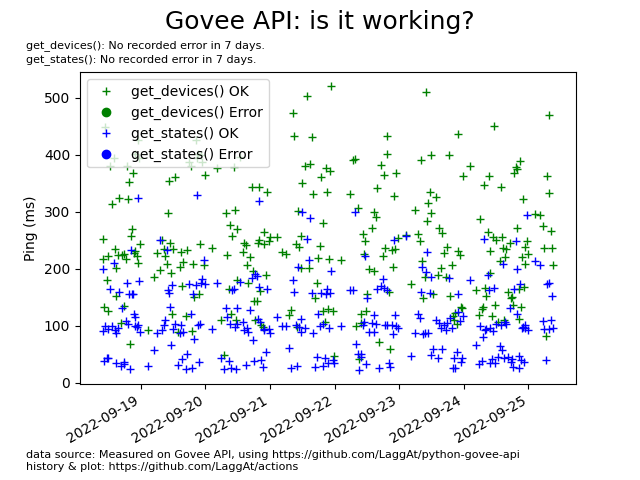 Govee API: is it working?
get_devices(): No recorded error in 7 days.
get_states(): No recorded error in 7 days.
get_devices() OK
get_devices() Error
get_states() OK
get_states() Error
Ping (ms)
500
400
300
200
100
0
2022-09-19
2022-09-20
2022-09-21
2022-09-22
2022-09-23
2022-09-24
2022-09-25
data source: Measured on Govee API, using https://github.com/LaggAt/python-govee-api
history & plot: https://github.com/LaggAt/actions